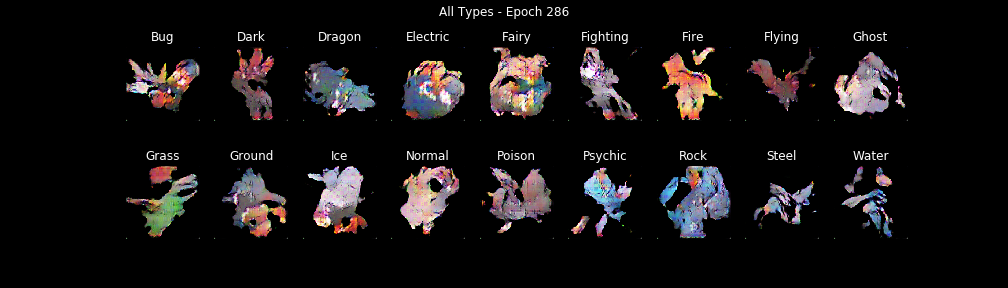 All Types - Epoch 286
Bug Dark Dragon Electric Fairy Fighting Fire Flying Ghost
Grass Ground Ice Normal Poison Psychic Rock Steel Water